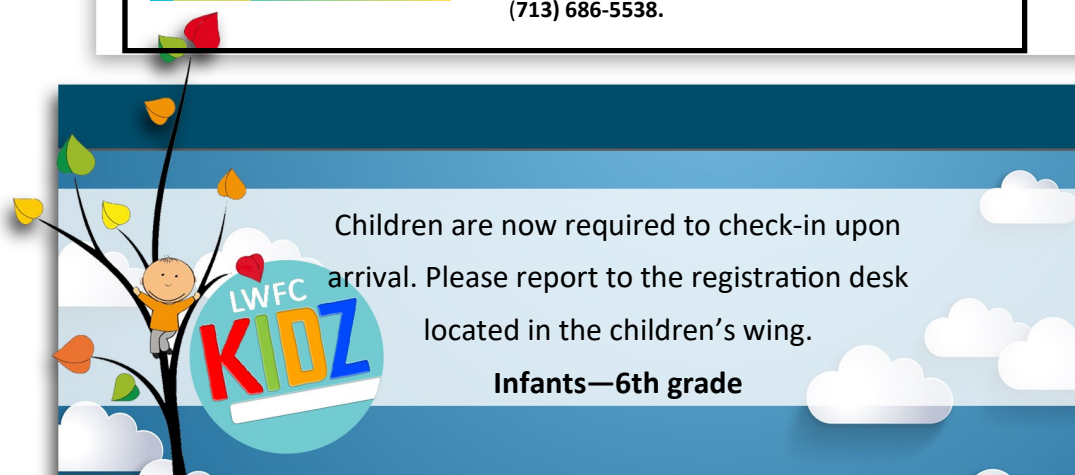 (713) 686-5538.
Children are now required to check-in upon
arrival. Please report to the registration desk
located in the children’s wing.
Infants—6th grade
LWFC
KIDZ